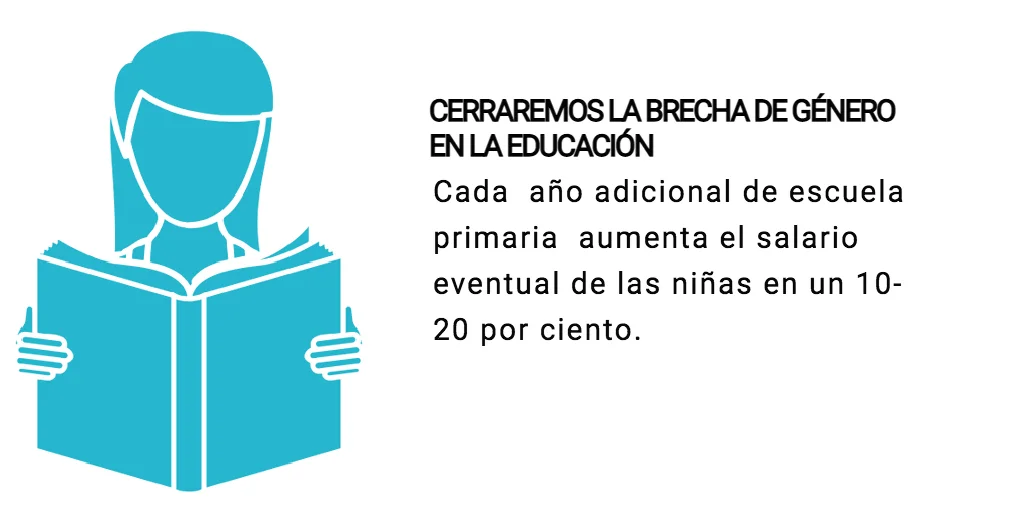 CERRAREMOS LA BRECHA DE GÉNERO
EN LA EDUCACIÓN
Cada año adicional de escuela
primaria aumenta el salario
eventual de las niñas en un 10-
20 por ciento.